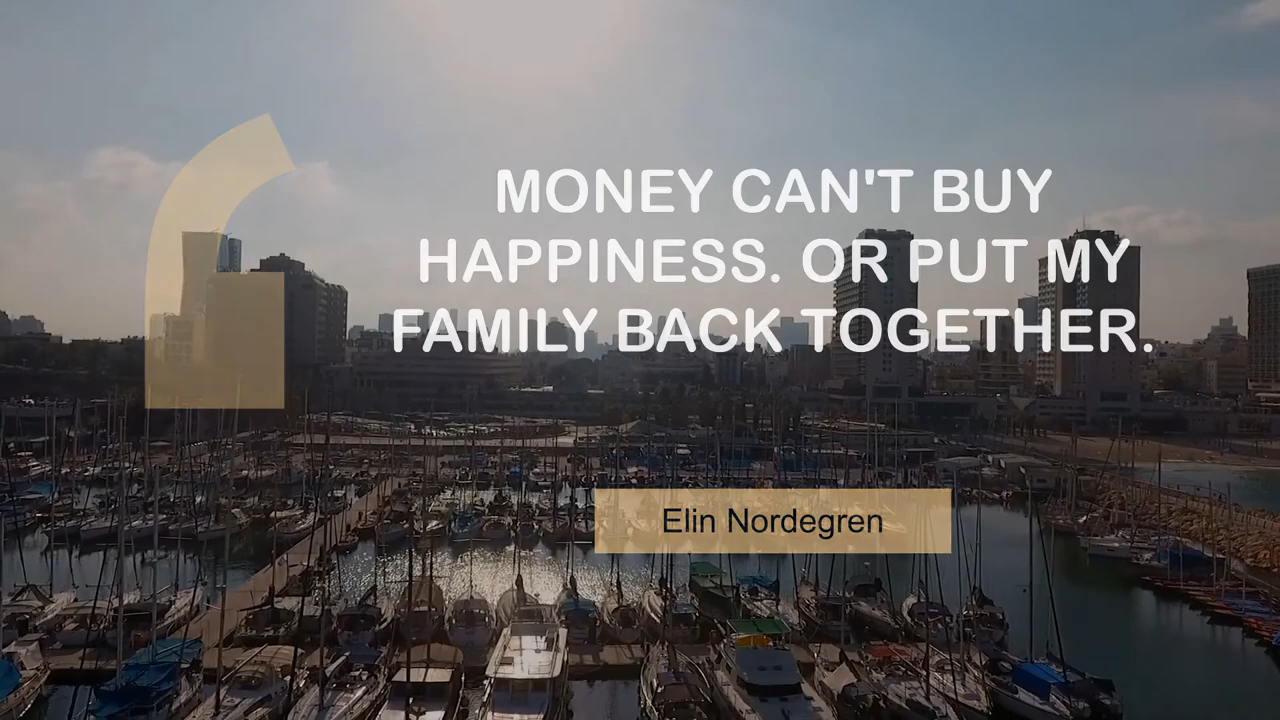 MONEY CAN'T BUY
HAPPINESS. OR PUT MY
FAMILY BACK TOGETHER.
Elin Nordegren